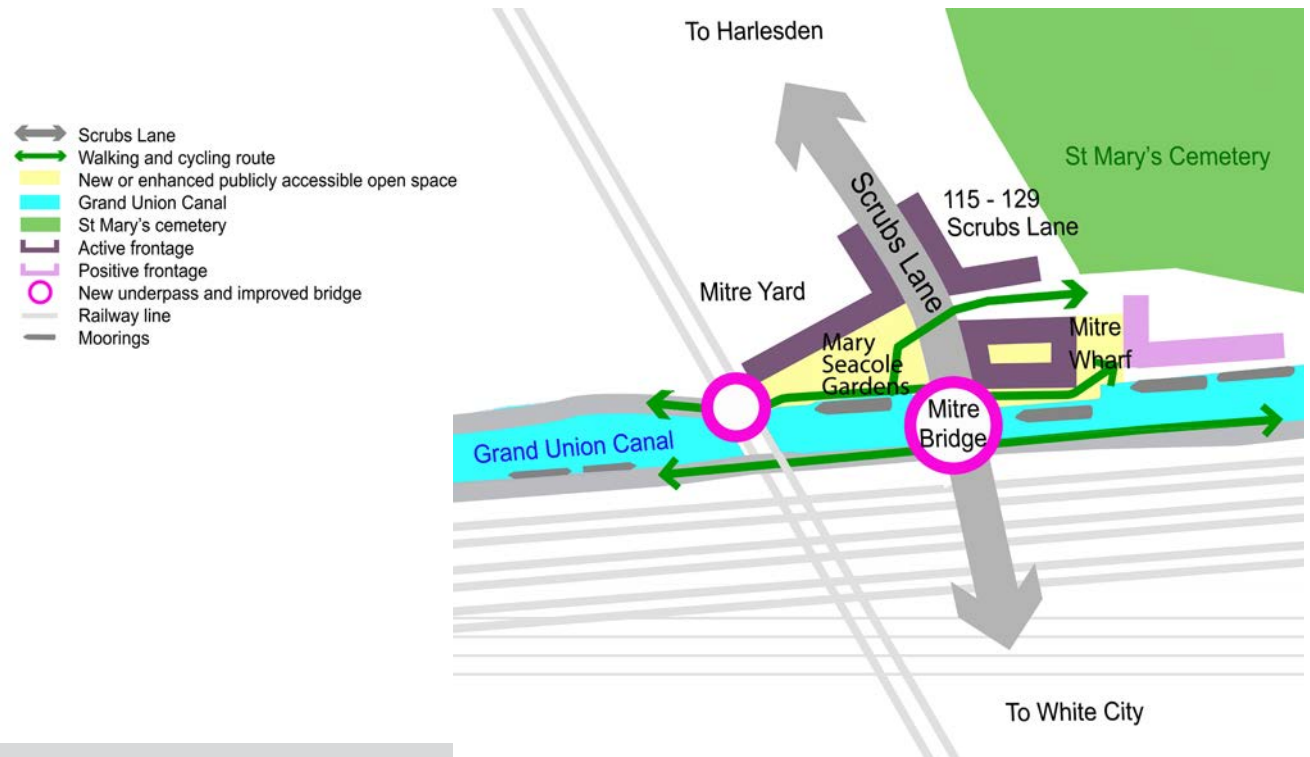 Scrubs Lane
Walking and cycling route
New or enhanced publicly accessible open space
Grand Union Canal
St Mary's cemetery
Active frontage
Positive frontage
New underpass and improved bridge
Railway line
Moorings
To Harlesden
St Mary's Cemetery
Scrubs Lane
115 - 129
Scrubs Lane
Mitre Yard
Mary
Seacole
Gardens
Mitre
Wharf
Mitre
Bridge
Grand Union Canal
To White City